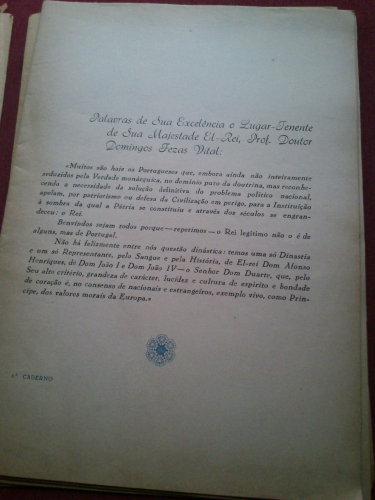 Palavras de Sua Excelência o Lugar-Tenente
de Sua Majestade El-Rei, Prof. Doutor
Domingos Fezas Vital:
«Muitos são hoje os Portugueses que, embora ainda não inteiramente
seduzidos pela Verdade monárquica, no domínio puro da doutrina, mas reconhe-
cendo a necessidade da solução definitiva do problema político nacional,
apelam, por patriotismo ou defesa da Civilização em perigo, para a Instituição
à sombra da qual a Pátria se constituiu e através dos séculos se engran-
deceu: o Rei.
Benvindos sejam todos porque—repetimos—o Rei legítimo não o é de
alguns, mas de Portugal.
Não há felizmente entre nós questão dinástica: temos uma só Dinastia
e um só Representante, pelo Sangue e pela História, de El-rei Dom Afonso
Henriques, de Dom João I e Dom João IV—o Senhor Dom Duarte, que, pelo
Seu alto critério, grandeza de carácter, lucidez e cultura de espírito e bondade
de coração é, no consenso de nacionais e estrangeiros, exemplo vivo, como Prín-
cipe, dos valores morais da Europa.»
CADERNO